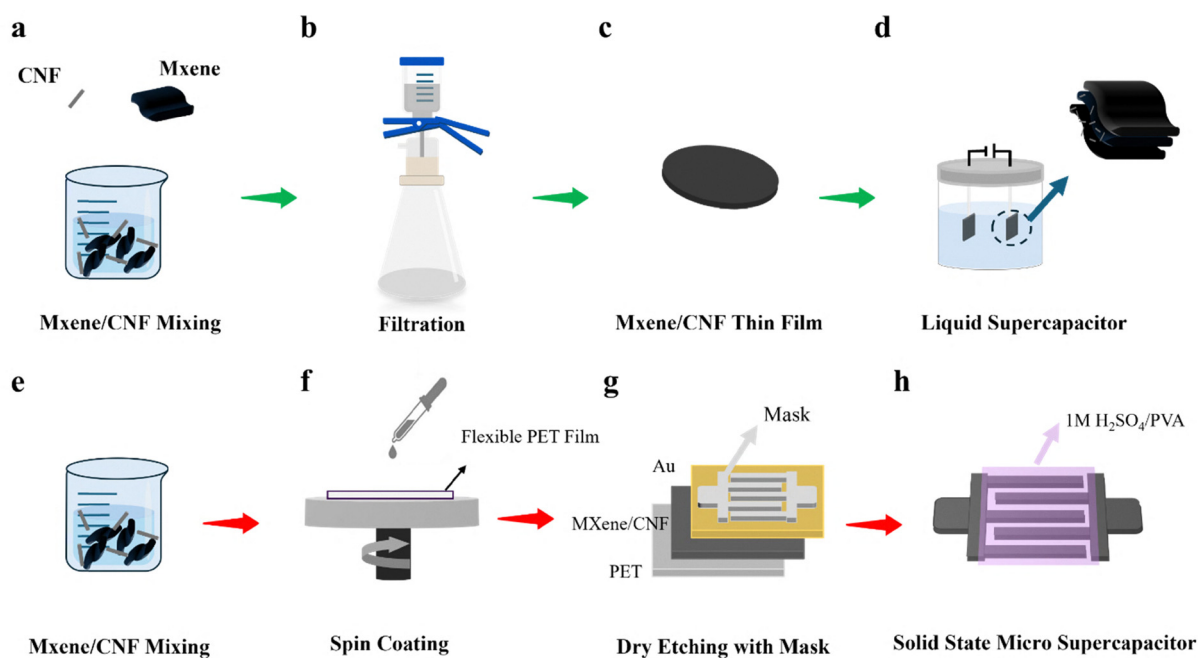 a
b
c
d
CNF
Mxene
Mxene/CNF Mixing
Filtration
Mxene/CNF Thin Film
Liquid Supercapacitor
e
f
g
h
Flexible PET Film
Mask
Au
MXene/CNF
PET
1M H₂SO₄/PVA
Mxene/CNF Mixing
Spin Coating
Dry Etching with Mask
Solid State Micro Supercapacitor